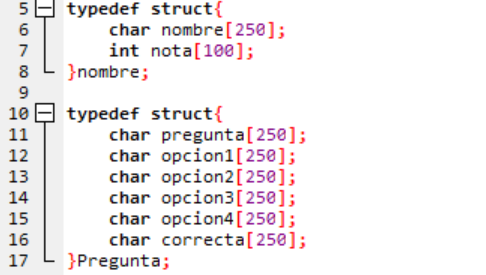 5 typedef struct{
6 char nombre[250];
7 int nota[100];
8 }nombre;
9
10 typedef struct{
11 char pregunta[250];
12 char opcion1[250];
13 char opcion2[250];
14 char opcion3[250];
15 char opcion4[250];
16 char correcta[250];
17 }Pregunta;